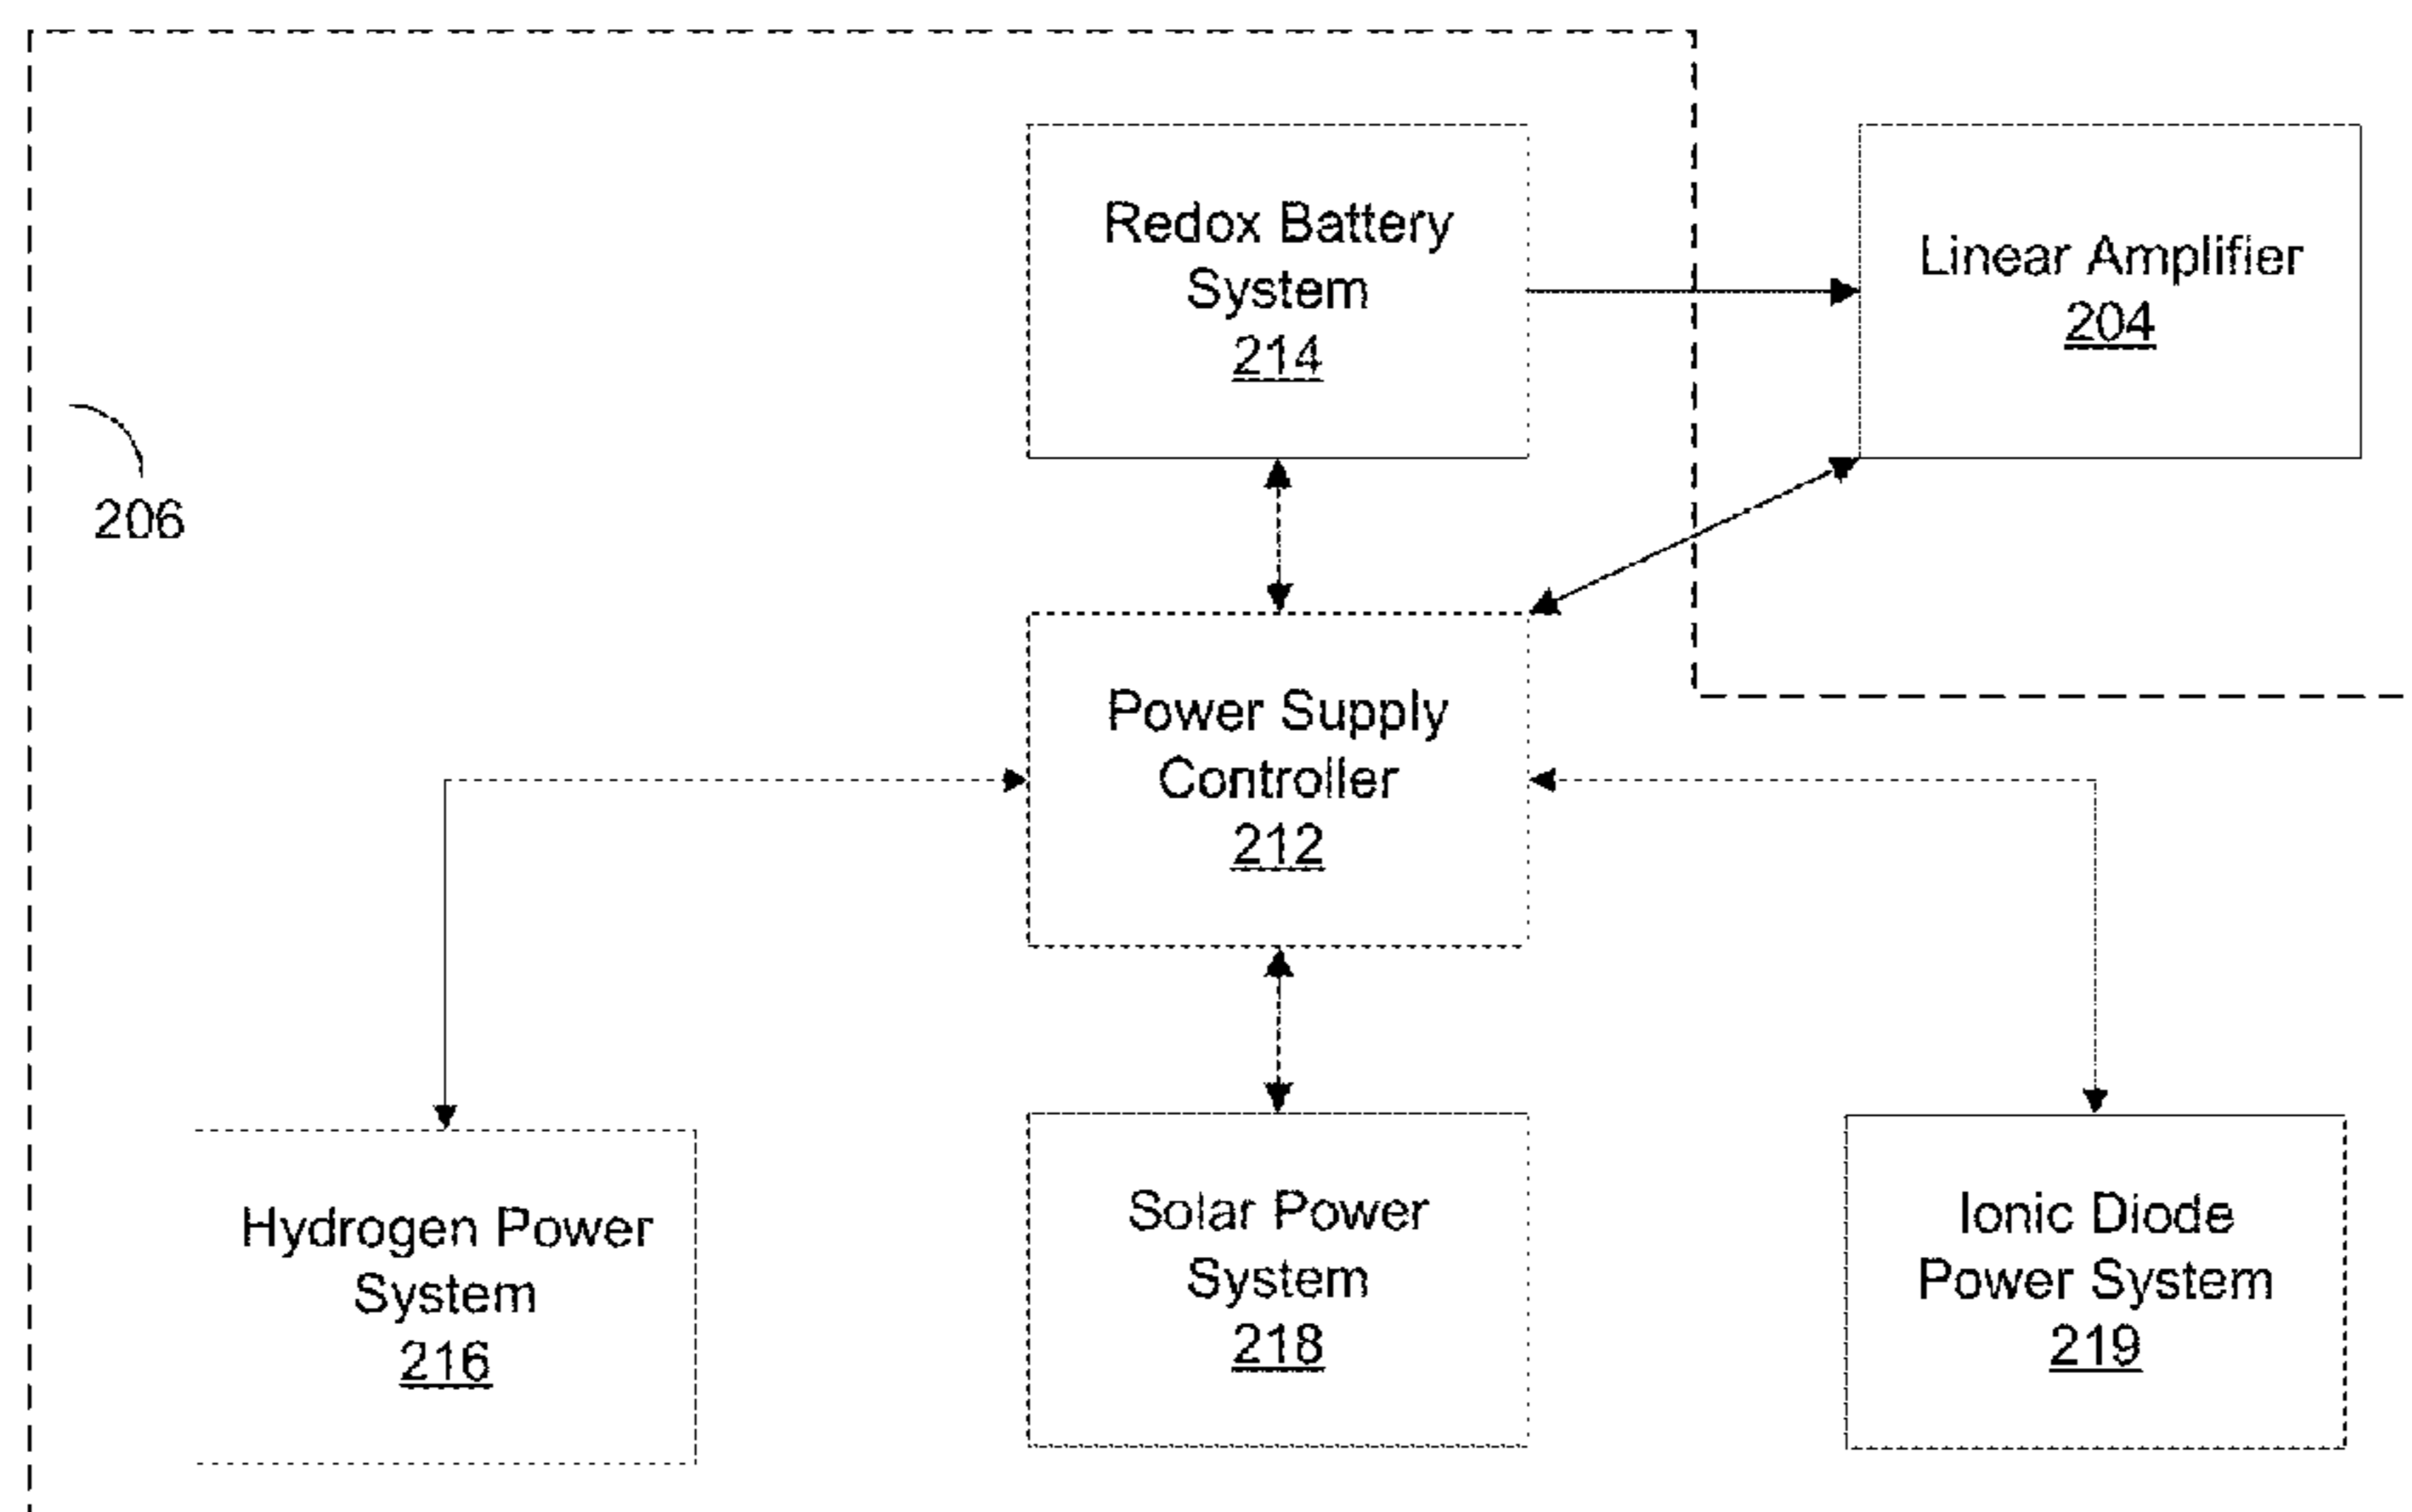 Redox Battery
System
214
Linear Amplifier
204
206
Power Supply
Controller
212
Hydrogen Power
System
216
Solar Power
System
218
Ionic Diode
Power System
219